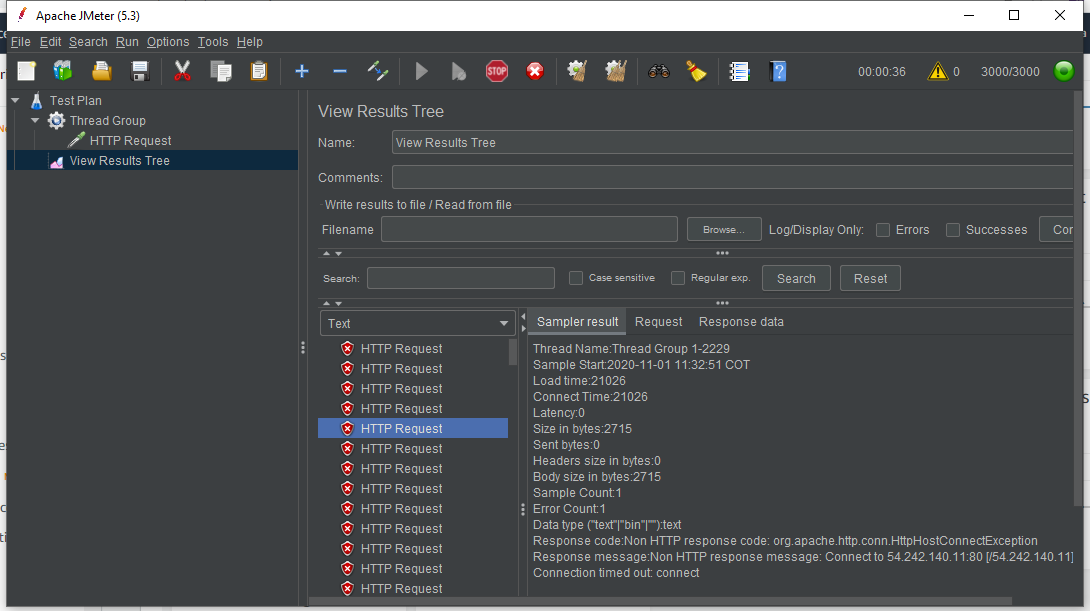 Apache JMeter (5.3)
File Edit Search Run Options Tools Help
STOP
00:00:36 0 3000/3000
Test Plan
Thread Group
HTTP Request
View Results Tree
View Results Tree
Name: View Results Tree
Comments:
Write results to file / Read from file
Filename Browse... Log/Display Only: Errors Successes Con
Search: Case sensitive Regular exp. Search Reset
Text
HTTP Request
HTTP Request
HTTP Request
HTTP Request
HTTP Request
HTTP Request
HTTP Request
HTTP Request
HTTP Request
HTTP Request
HTTP Request
HTTP Request
HTTP Request
Sampler result Request Response data
Thread Name:Thread Group 1-2229
Sample Start:2020-11-01 11:32:51 COT
Load time:21026
Connect Time:21026
Latency:0
Size in bytes:2715
Sent bytes:0
Headers size in bytes:0
Body size in bytes:2715
Sample Count:1
Error Count:1
Data type ("text"|"bin"|""):text
Response code:Non HTTP response code: org.apache.http.conn.HttpHostConnectException
Response message:Non HTTP response message: Connect to 54.242.140.11:80 [/54.242.140.11]
Connection timed out: connect